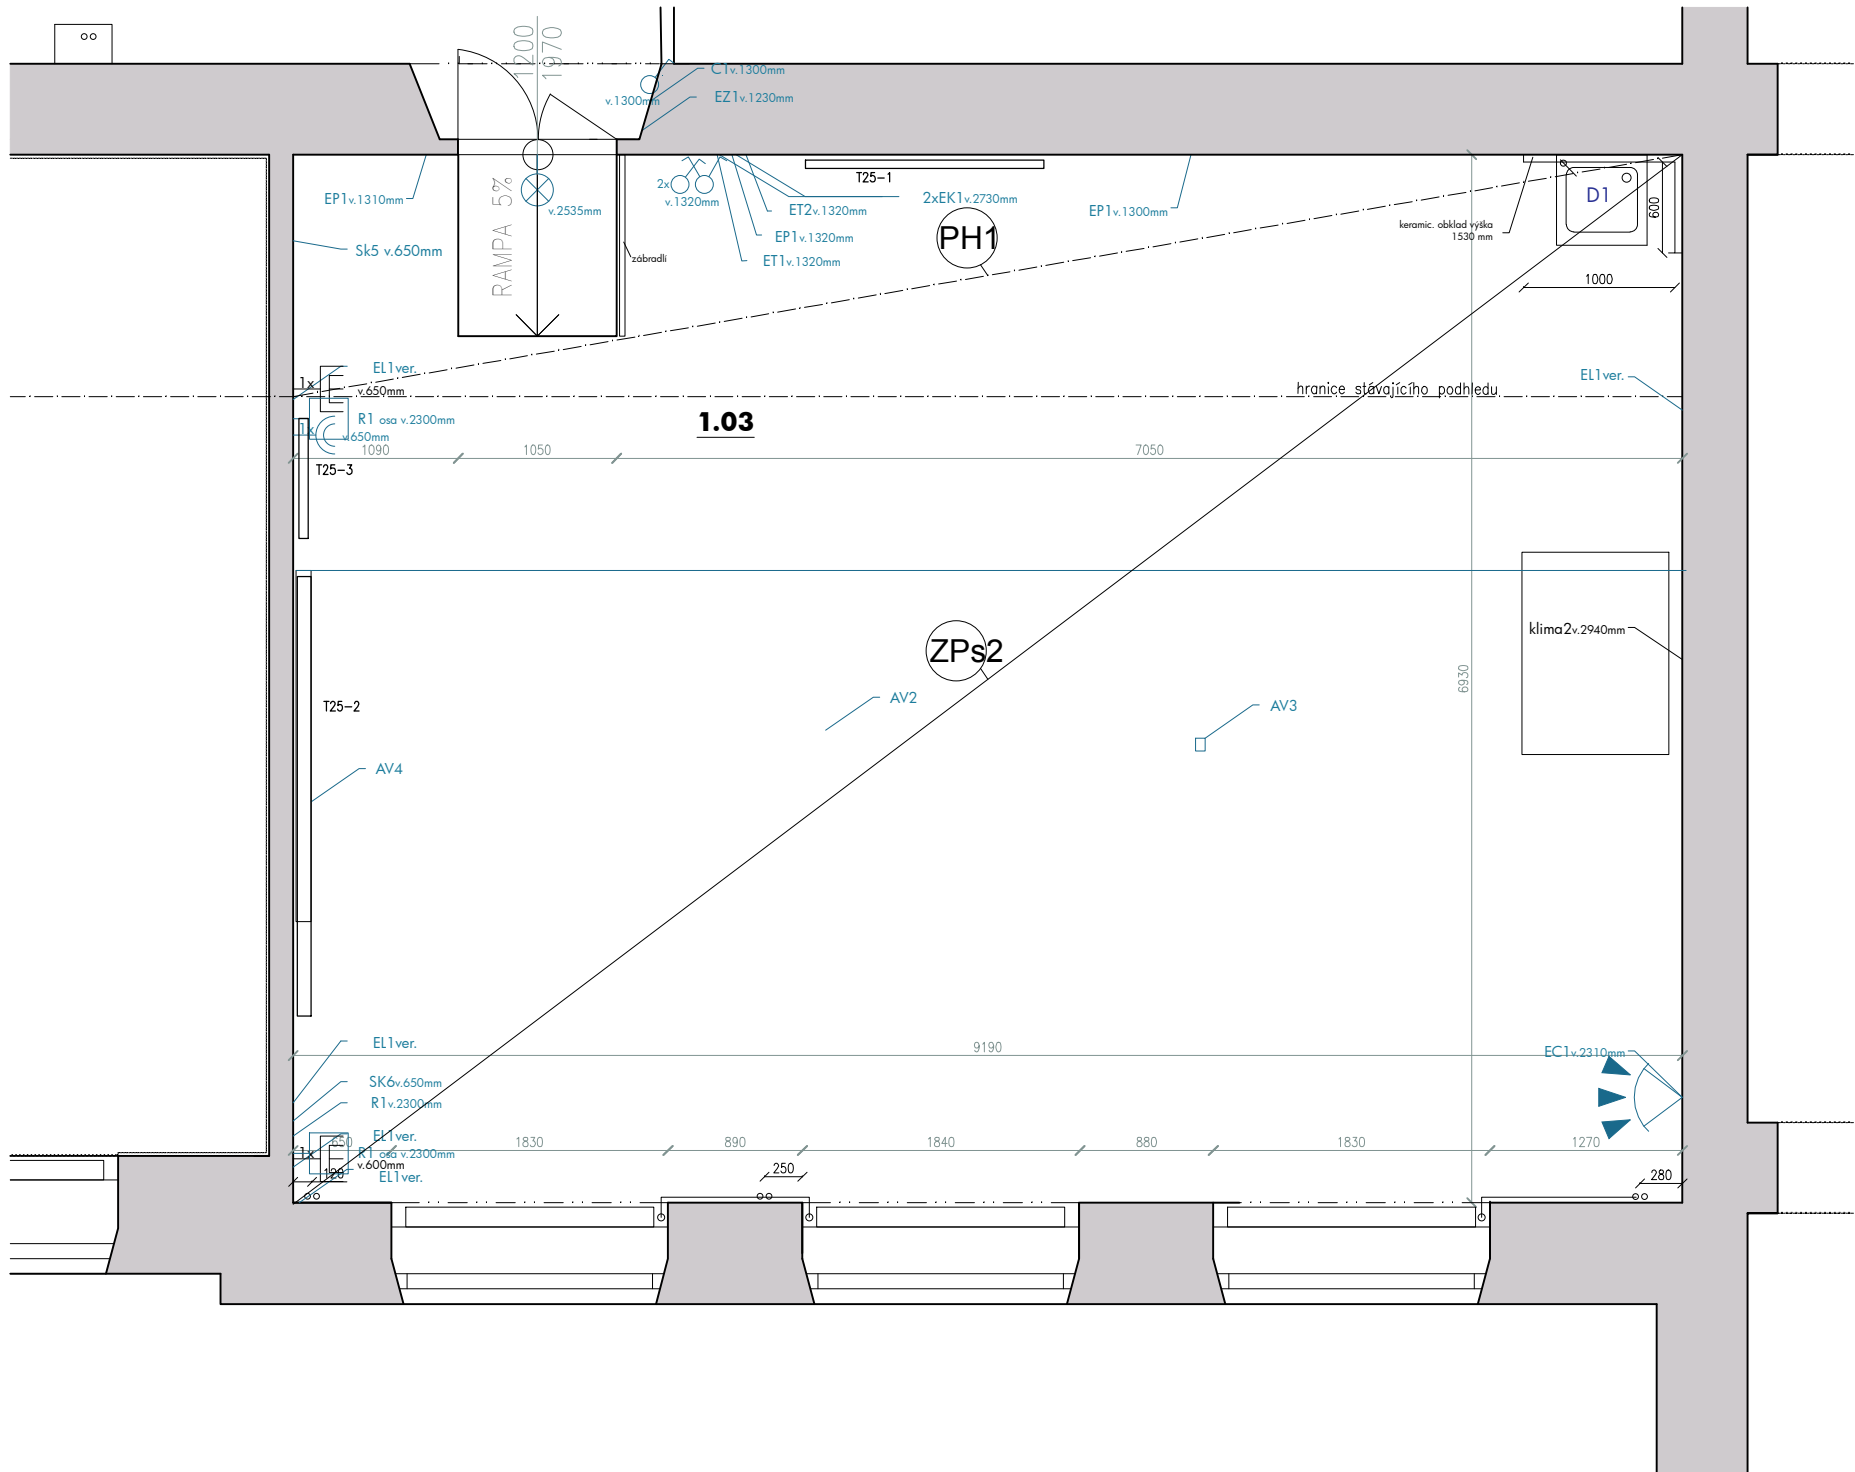 1200
1970
C1v.1300mm
v.1300mm
EZ1v.1230mm
EP1v.1310mm
RAMPA 5%
v.2535mm
2x
v.1320mm
T25-1
2xEK1v.2730mm
ET2v.1320mm
EP1v.1320mm
ET1v.1320mm
EP1v.1300mm
PH1
keramic. obklad výška
1530 mm
D1
600
1000
Sk5 v.650mm
zábradlí
EL1ver.
1x
v.650mm
R1 osa v.2300mm
1x
v.650mm
hranice stávajícího podhledu
EL1ver.
1.03
1090
1050
7050
T25-3
klima2v.2940mm
ZPs2
6930
T25-2
AV2
AV3
AV4
EL1ver.
9190
EC1v.2310mm
SK6v.650mm
R1v.2300mm
EL1ver.
650
1830
890
1840
880
1830
1270
1x
R1 osa v.2300mm
v.600mm
120
EL1ver.
250
280